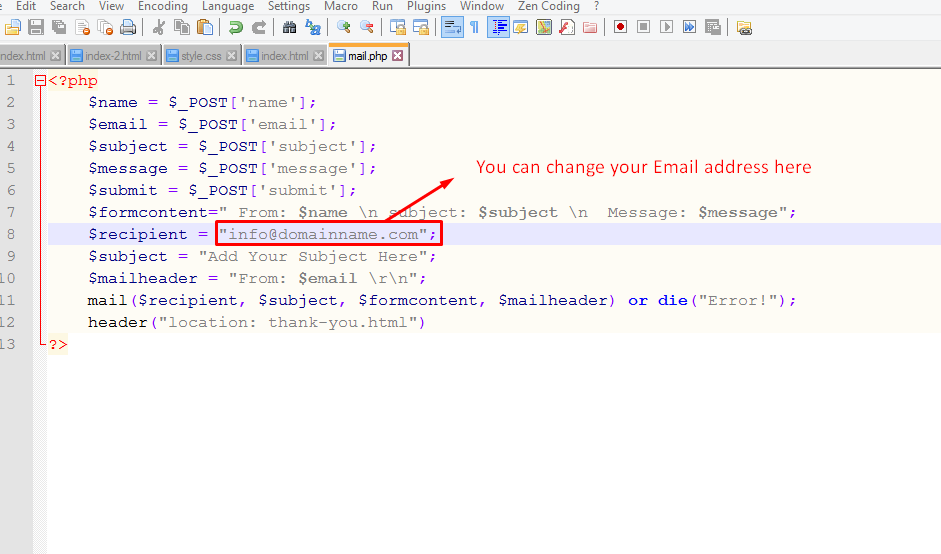 Edit Search View Encoding Language Settings Macro Run Plugins Window Zen Coding ?
index.html index-2.html style.css index.html mail.php
1 <?php
2 $name = $_POST['name'];
3 $email = $_POST['email'];
4 $subject = $_POST['subject'];
5 $message = $_POST['message'];
You can change your Email address here
6 $submit = $_POST['submit'];
7 $formcontent=" From: $name \n subject: $subject \n  Message: $message";
8 $recipient = "info@domainname.com";
9 $subject = "Add Your Subject Here";
10 $mailheader = "From: $email \r\n";
11 mail($recipient, $subject, $formcontent, $mailheader) or die("Error!");
12 header("location: thank-you.html")
13 ?>